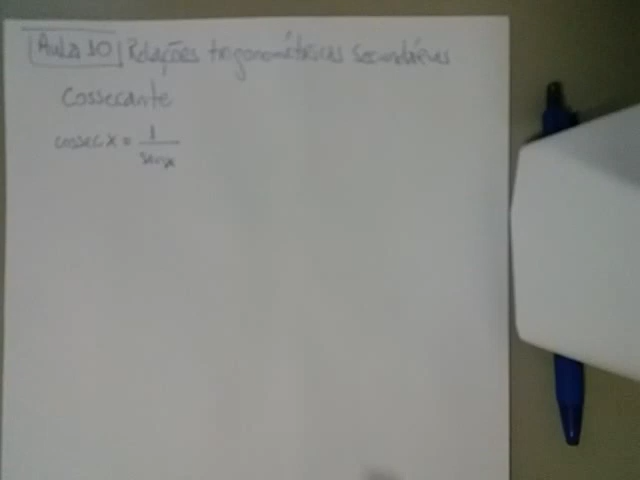 Aula 10 Relações trigonométricas secundárias
Cossecante
cossec x = 1/sen x